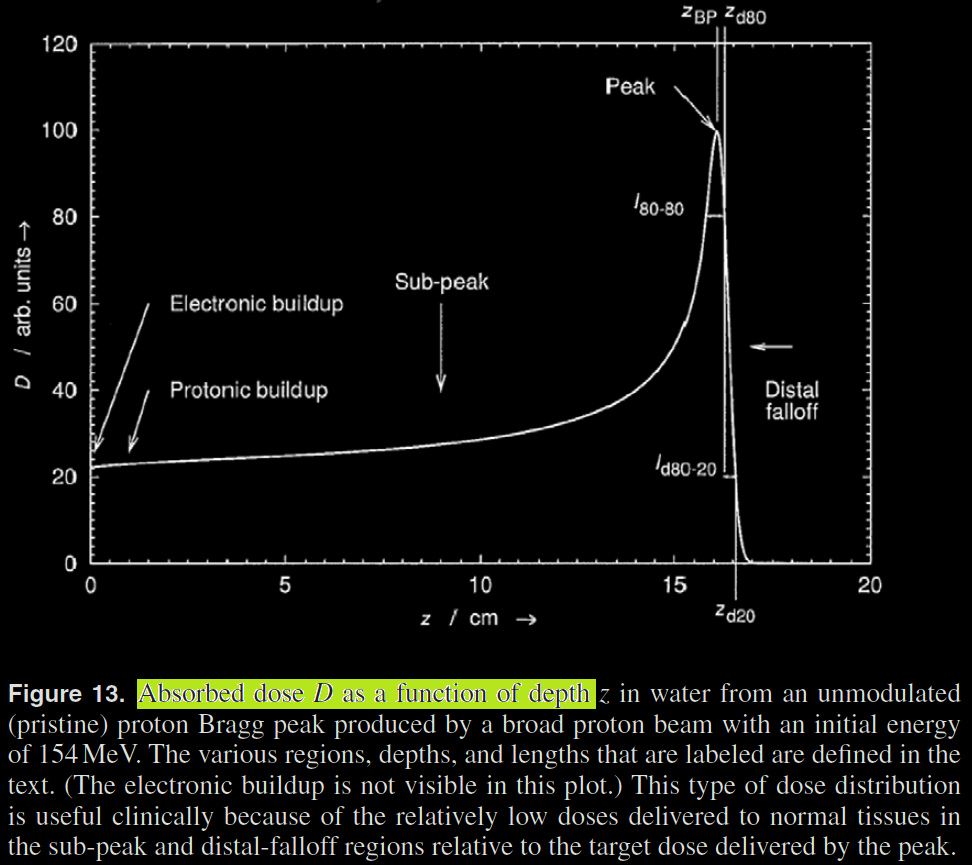 z_BP z_d80
120
Peak
100
l_80-80
80
D / arb. units →
Sub-peak
Electronic buildup
60
Protonic buildup
40
Distal
falloff
l_d80-20
20
0
0 5 10 15 20
z / cm →
z_d20
Figure 13. Absorbed dose D as a function of depth z in water from an unmodulated
(pristine) proton Bragg peak produced by a broad proton beam with an initial energy
of 154 MeV. The various regions, depths, and lengths that are labeled are defined in the
text. (The electronic buildup is not visible in this plot.) This type of dose distribution
is useful clinically because of the relatively low doses delivered to normal tissues in
the sub-peak and distal-falloff regions relative to the target dose delivered by the peak.